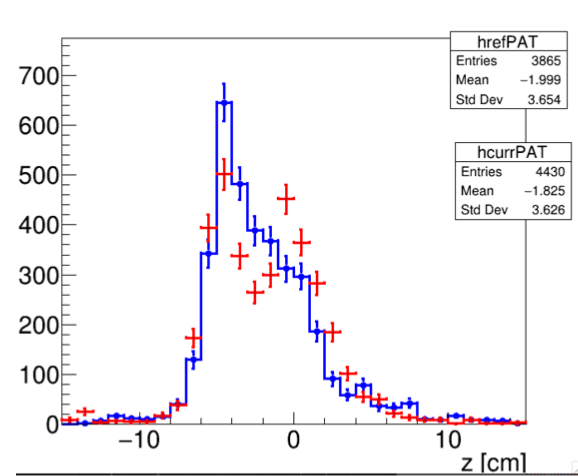 hrefPAT
Entries 3865
Mean −1.999
Std Dev 3.654
hcurrPAT
Entries 4430
Mean −1.825
Std Dev 3.626
700
600
500
400
300
200
100
0
−10 0 10
z [cm]